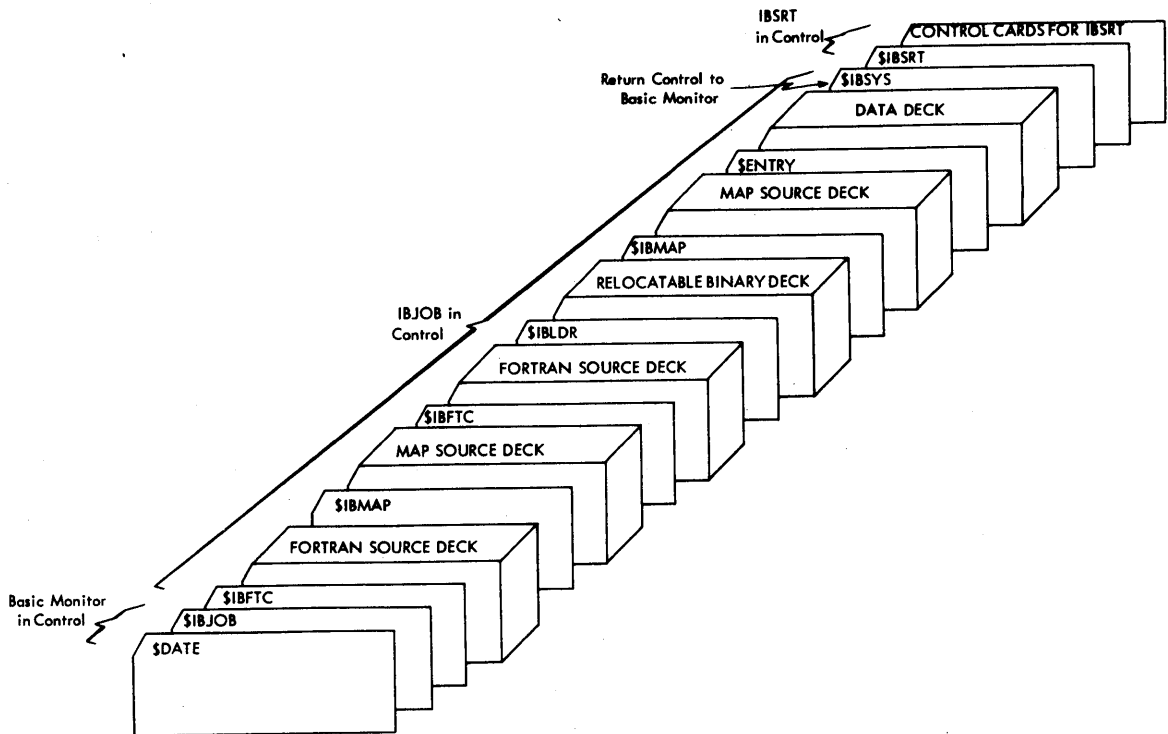 IBSRT
in Control
CONTROL CARDS FOR IBSRT
$IBSRT
Return Control to
Basic Monitor
$IBSYS
DATA DECK
$ENTRY
MAP SOURCE DECK
$IBMAP
RELOCATABLE BINARY DECK
IBJOB in
Control
$IBLDR
FORTRAN SOURCE DECK
$IBFTC
MAP SOURCE DECK
$IBMAP
FORTRAN SOURCE DECK
Basic Monitor
in Control
$IBFTC
$IBJOB
$DATE